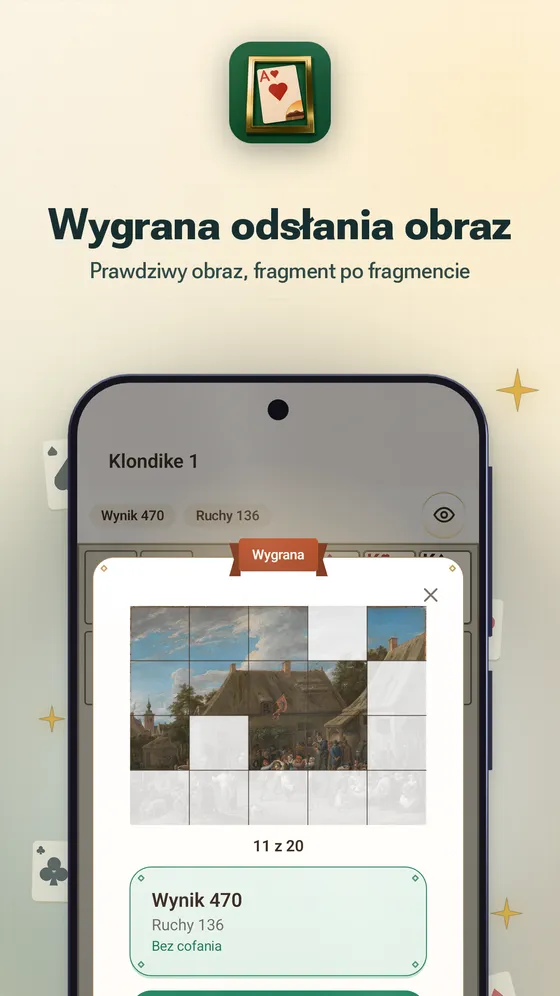 A
Wygrana odsłania obraz
Prawdziwy obraz, fragment po fragmencie
Klondike 1
Wynik 470
Ruchy 136
Wygrana
11 z 20
Wynik 470
Ruchy 136
Bez cofania